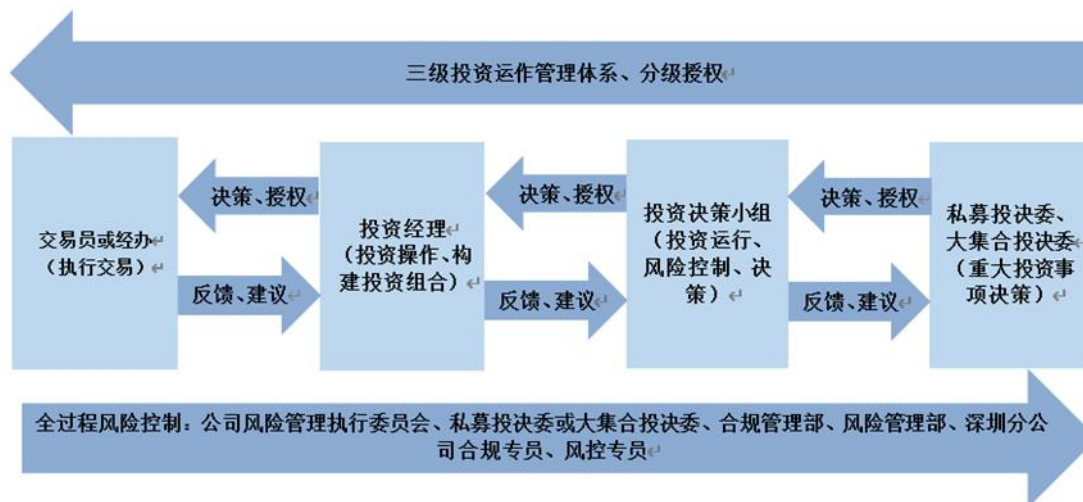 三级投资运作管理体系、分级授权↵
决策、授权↵
决策、授权↵
决策、授权↵
交易员或经办↵
（执行交易）↵
投资经理↵
（投资操作、构
建投资组合）↵
投资决策小组
（投资运行、
风险控制、决
策）↵
私募投决委、
大集合投决委↵
（重大投资事
项决策）↵
反馈、建议↵
反馈、建议↵
反馈、建议↵
全过程风险控制：公司风险管理执行委员会、私募投决委或大集合投决委、合规管理部、风险管理部、深圳分公
司合规专员、风控专员↵